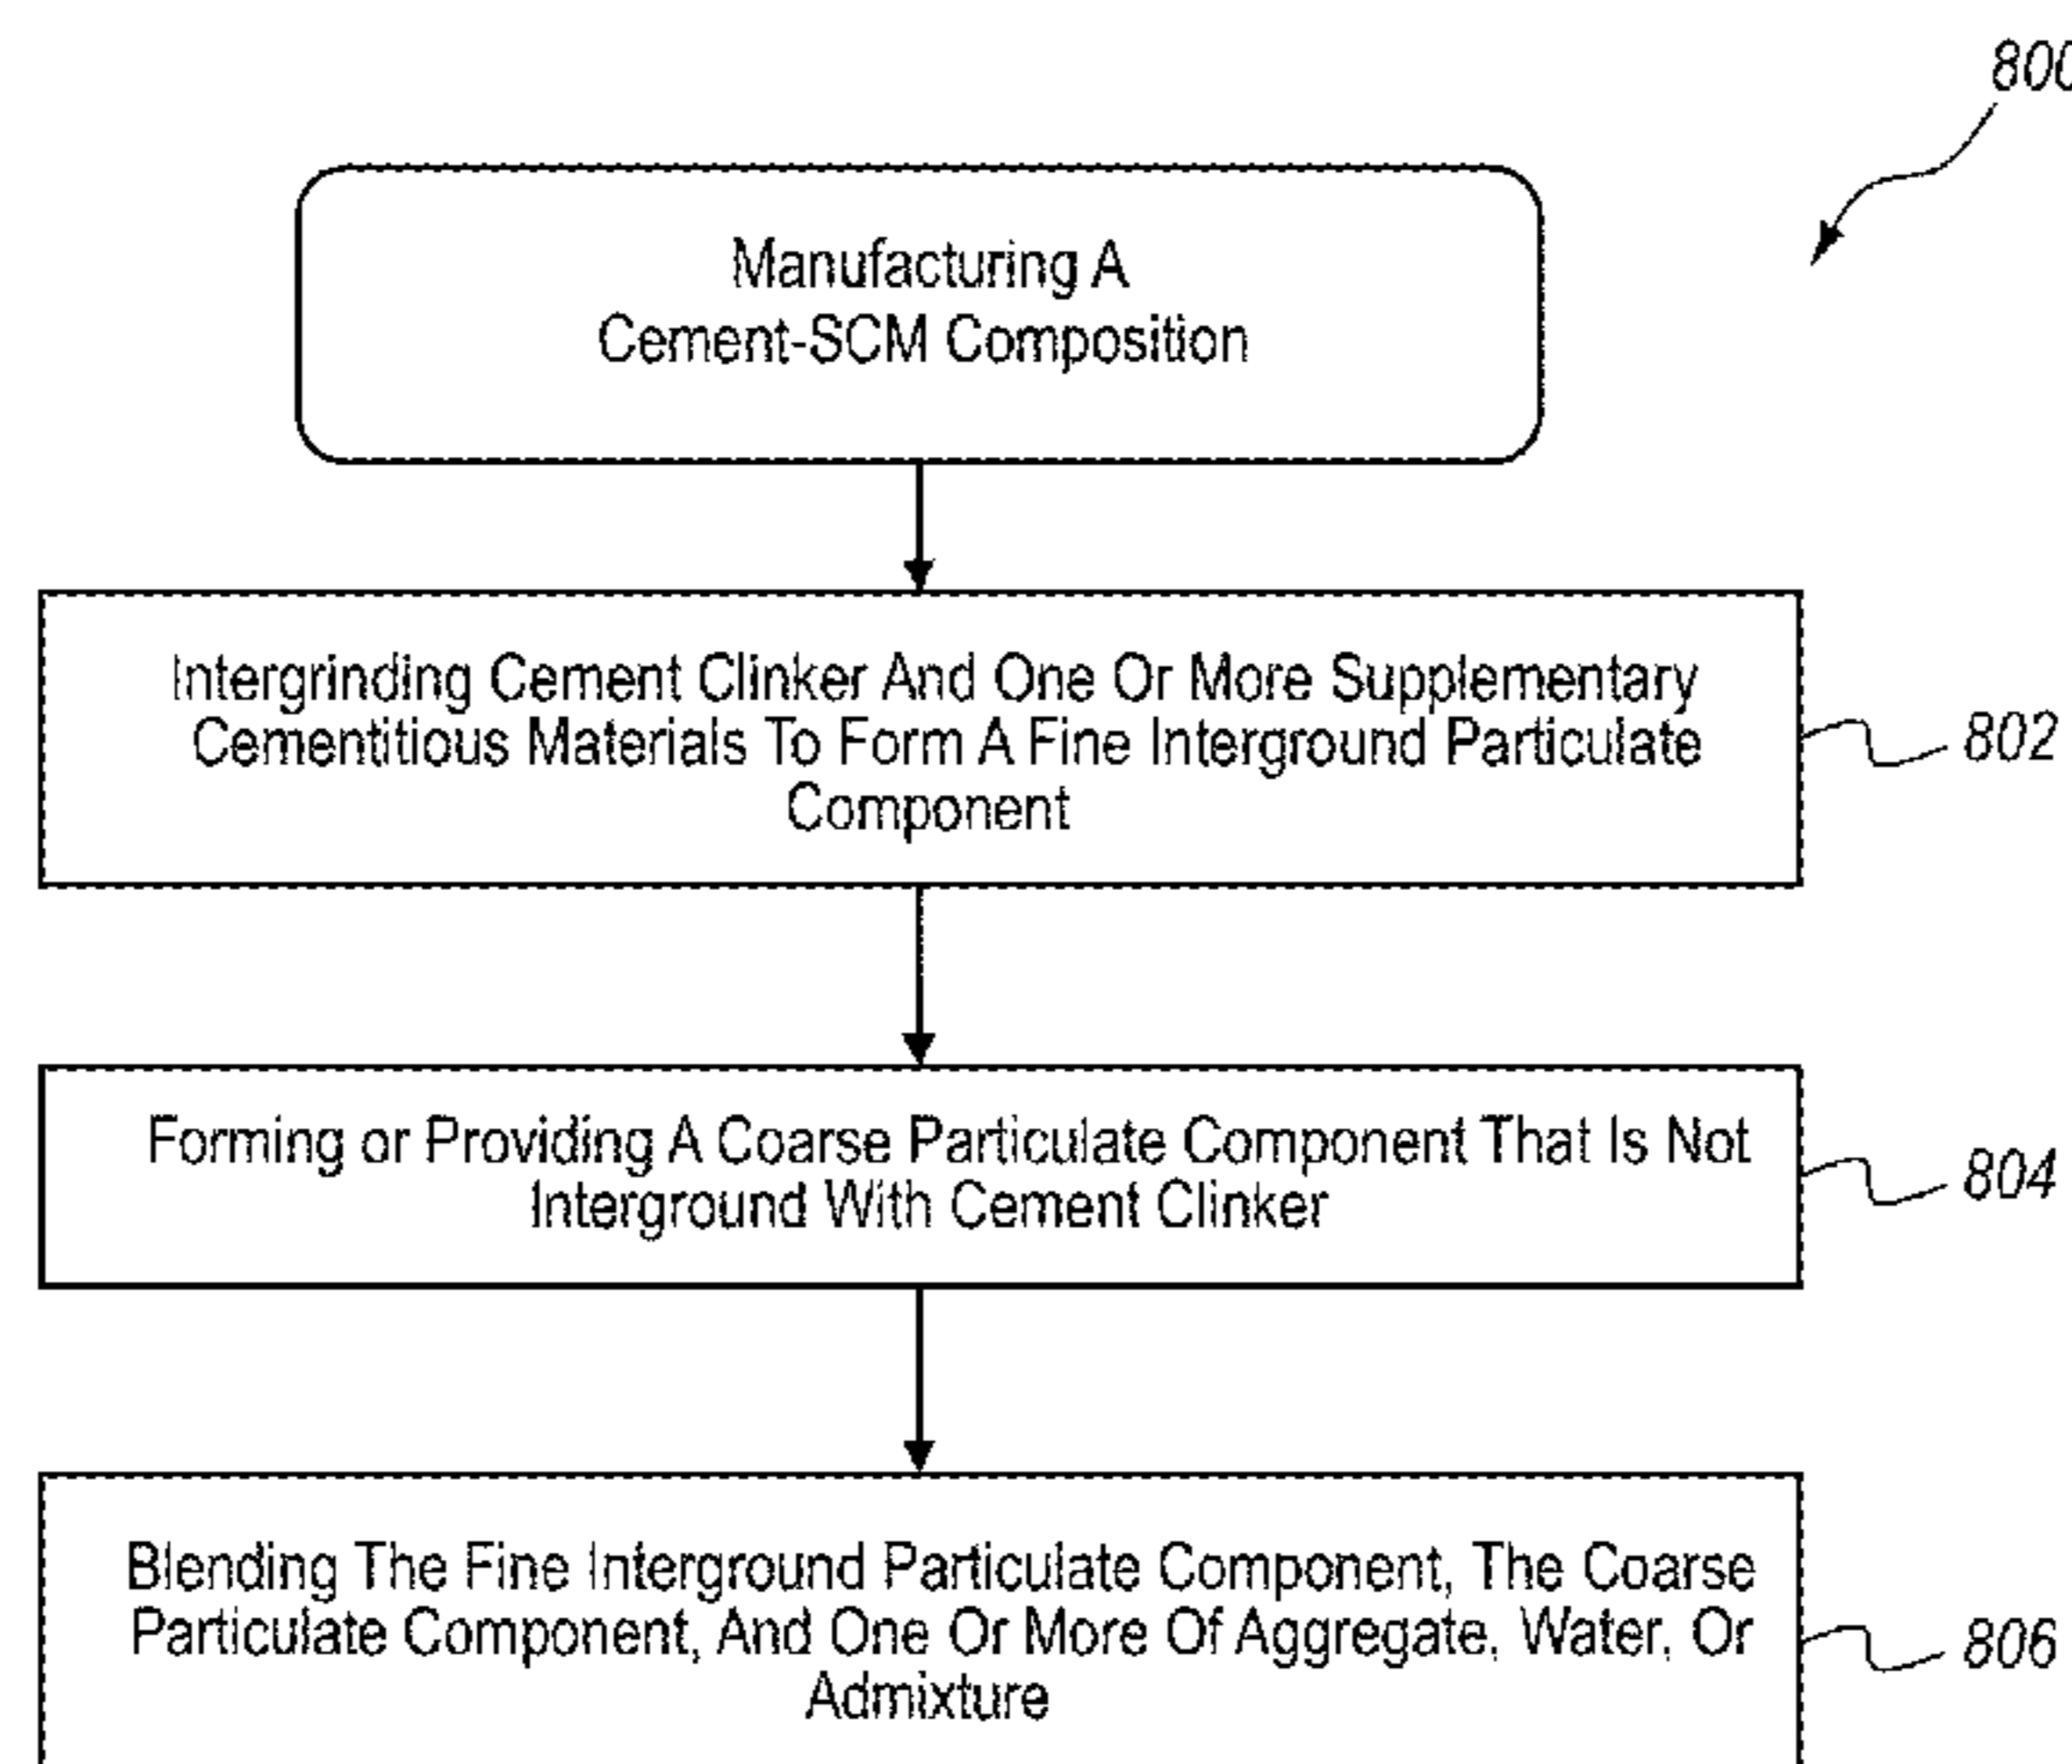 800
Manufacturing A
Cement-SCM Composition
Intergrinding Cement Clinker And One Or More Supplementary
Cementitious Materials To Form A Fine Interground Particulate
Component
802
Forming or Providing A Coarse Particulate Component That Is Not
Interground With Cement Clinker
804
Blending The Fine Interground Particulate Component, The Coarse
Particulate Component, And One Or More Of Aggregate, Water, Or
Admixture
806